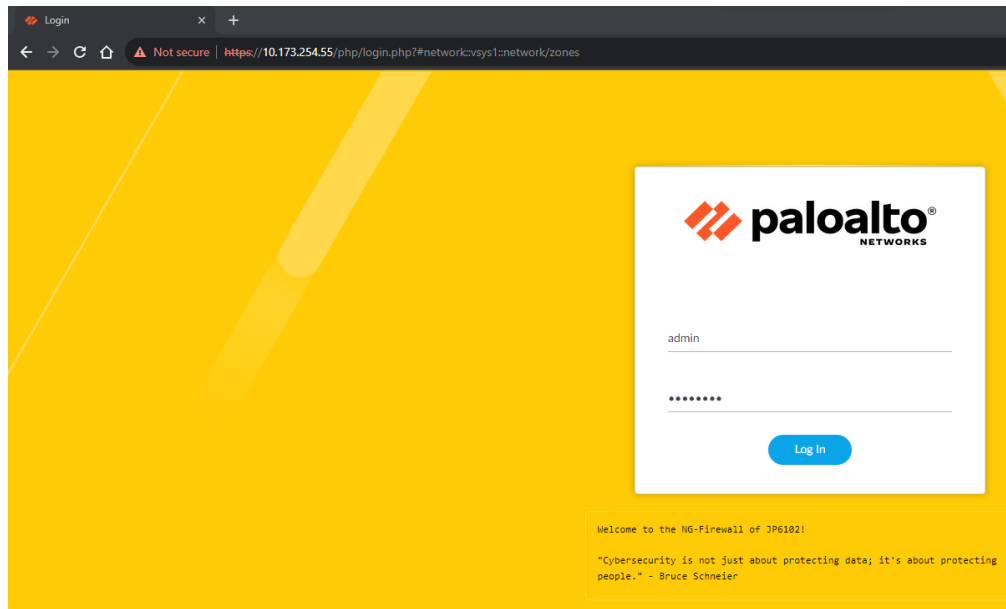 Login
Not secure | https://10.173.254.55/php/login.php?#network::vsys1::network/zones
paloalto®
NETWORKS
admin
••••••••
Log In
Welcome to the NG-Firewall of JP6102!
"Cybersecurity is not just about protecting data; it's about protecting
people." - Bruce Schneier